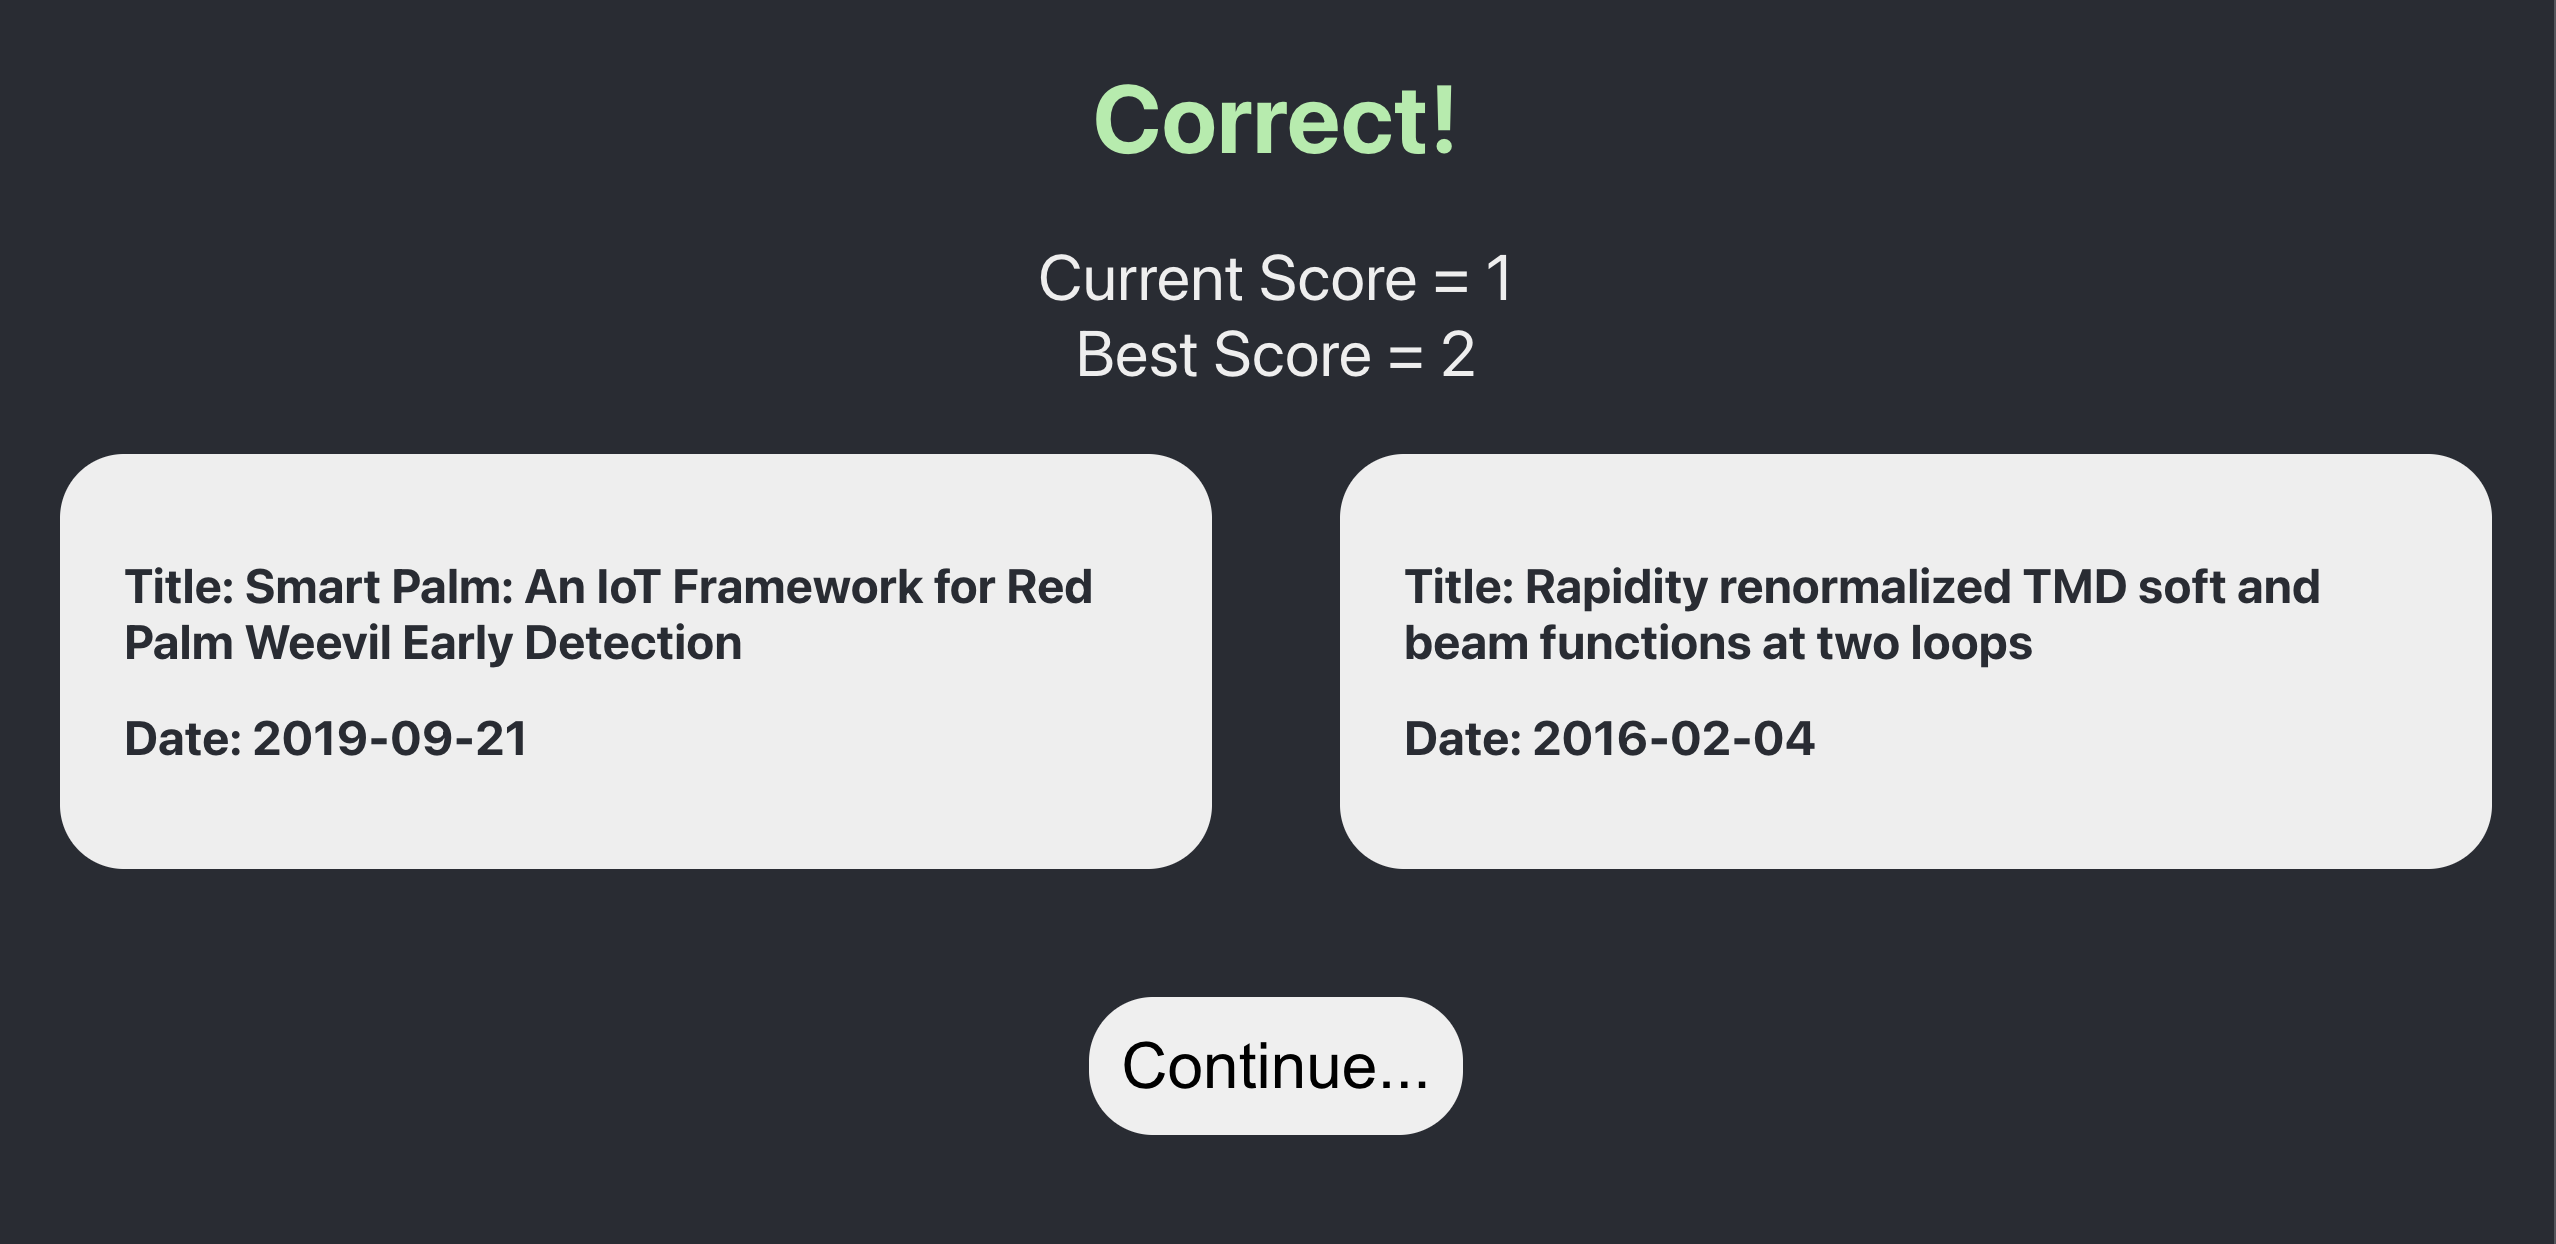 Correct!
Current Score = 1
Best Score = 2
Title: Smart Palm: An IoT Framework for Red
Palm Weevil Early Detection
Date: 2019-09-21
Title: Rapidity renormalized TMD soft and
beam functions at two loops
Date: 2016-02-04
Continue...